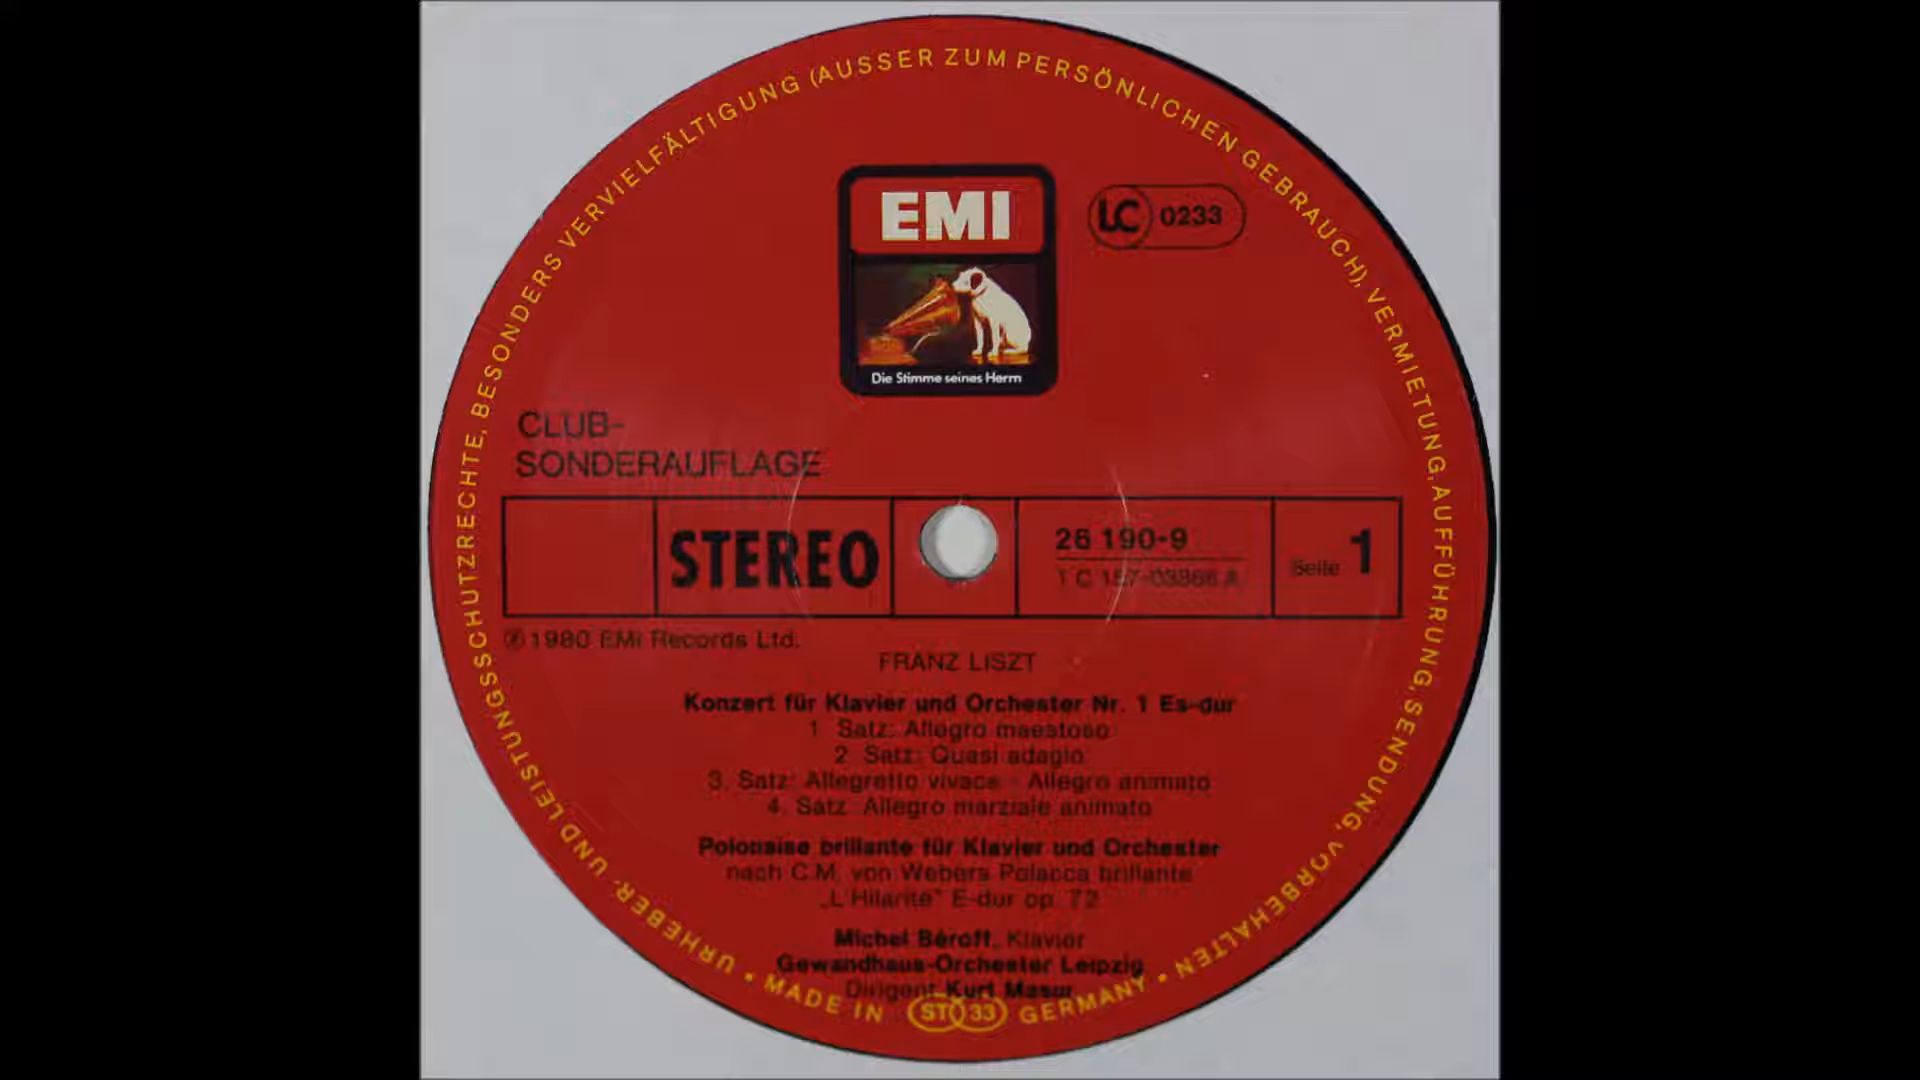 URHEBER- UND LEISTUNGSSCHUTZRECHTE, BESONDERS VERVIELFÄLTIGUNG (AUSSER ZUM PERSÖNLICHEN GEBRAUCH), VERMIETUNG, AUFFÜHRUNG, SENDUNG, VORBEHALTEN
EMI
LC 0233
Die Stimme seines Herrn
CLUB-
SONDERAUFLAGE
STEREO
26 190-9
1 C 157-03366 A
Seite 1
℗ 1980 EMI Records Ltd.
FRANZ LISZT
Konzert für Klavier und Orchester Nr. 1 Es-dur
1. Satz: Allegro maestoso
2. Satz: Quasi adagio
3. Satz: Allegretto vivace - Allegro animato
4. Satz: Allegro marziale animato
Polonaise brillante für Klavier und Orchester
nach C.M. von Webers Polacca brillante
„L'Hilarité" E-dur op. 72
Michel Béroff, Klavier
Gewandhaus-Orchester Leipzig
Dirigent Kurt Masur
• MADE IN ST 33 GERMANY •